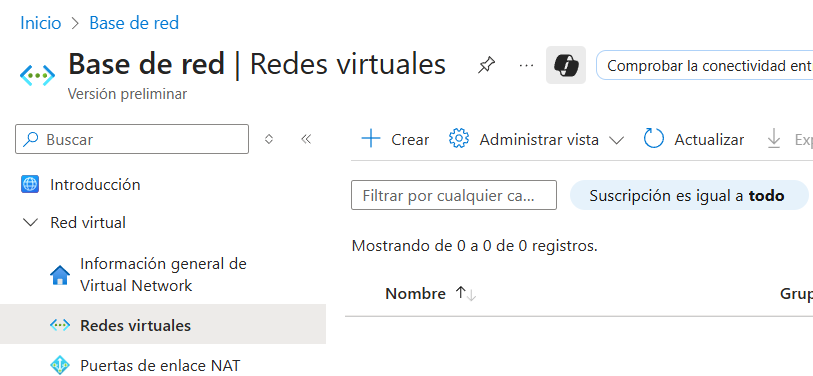 Inicio > Base de red
Base de red | Redes virtuales
Versión preliminar
Comprobar la conectividad ent
Buscar
Crear
Administrar vista
Actualizar
Exp
Introducción
Red virtual
Información general de
Virtual Network
Redes virtuales
Puertas de enlace NAT
Filtrar por cualquier ca...
Suscripción es igual a todo
Mostrando de 0 a 0 de 0 registros.
Nombre
Grup